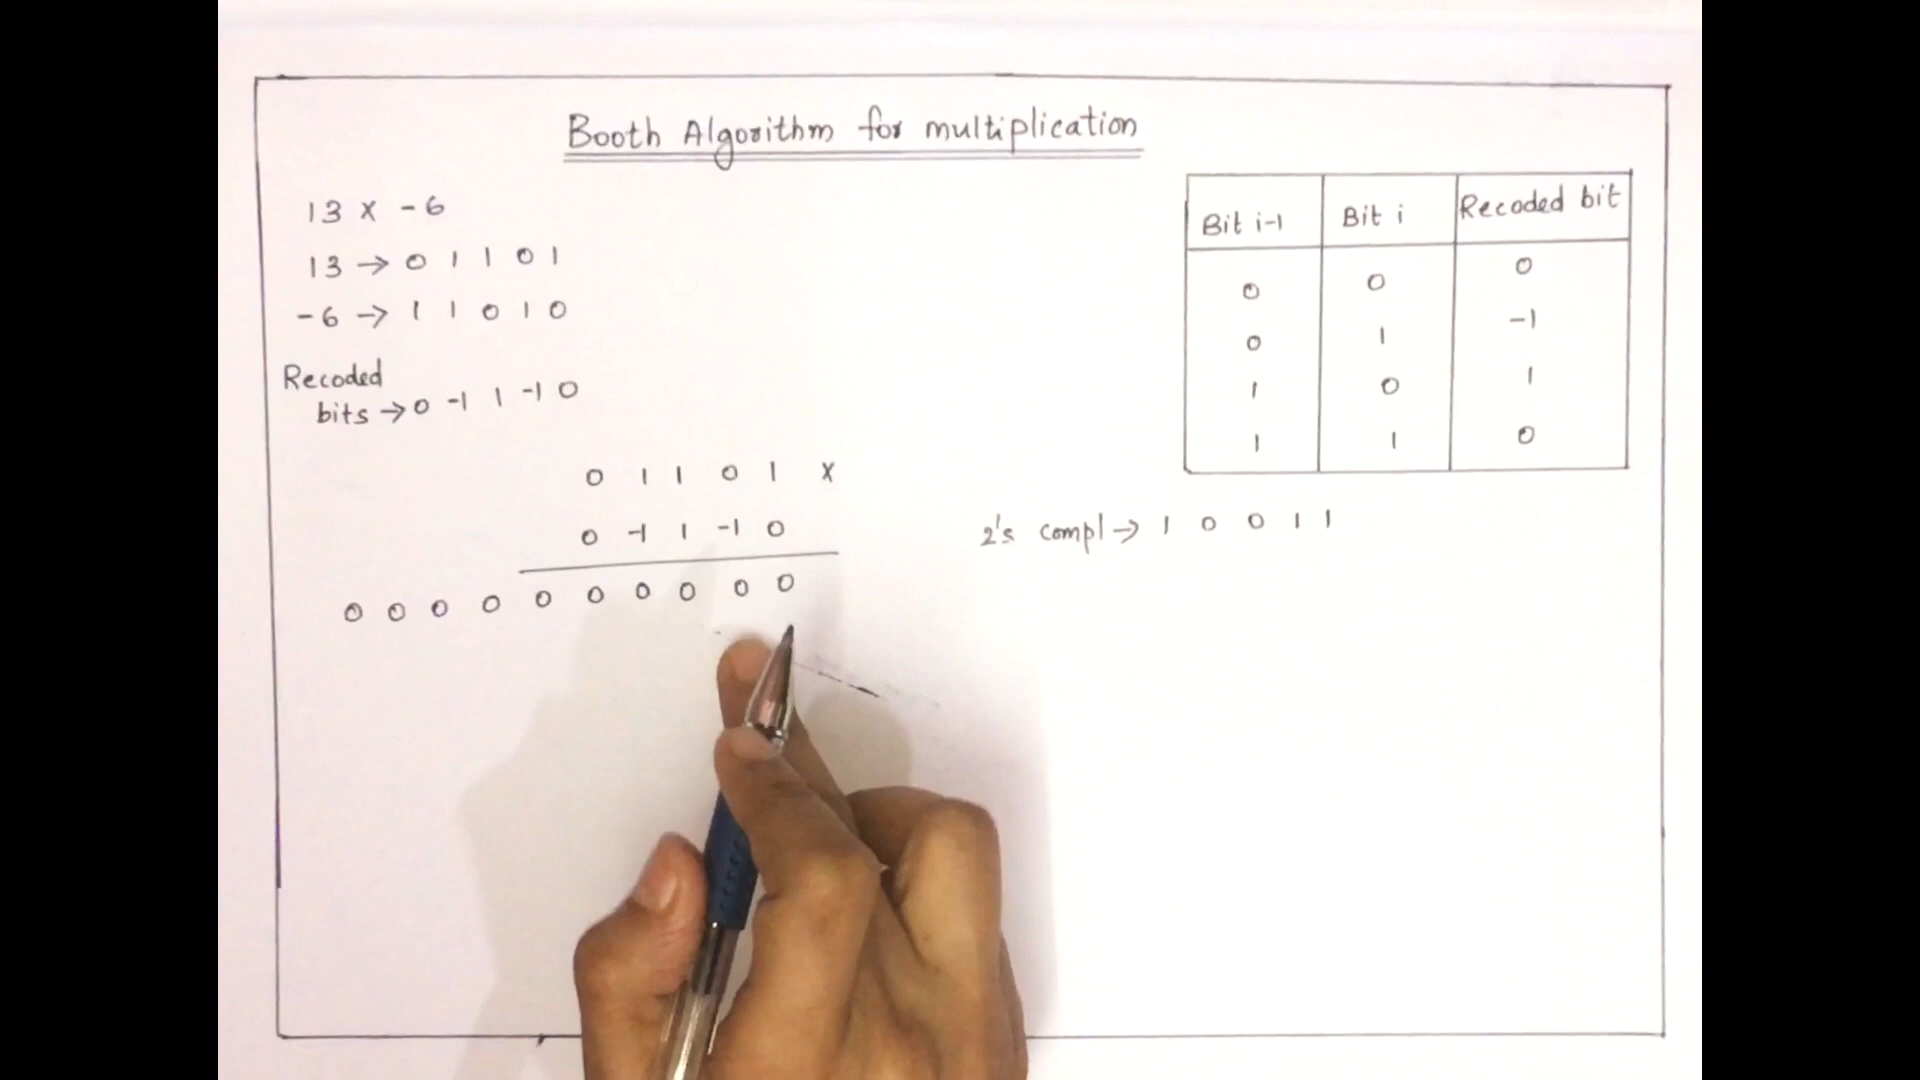 Booth Algorithm for multiplication
13 x -6
13 → 0 1 1 0 1
-6 → 1 1 0 1 0
Recoded
bits → 0 -1 1 -1 0
0 1 1 0 1 x
0 -1 1 -1 0
0 0 0 0 0 0 0 0 0 0
Bit i-1 Bit i Recoded bit
0 0 0
0 1 -1
1 0 1
1 1 0
2's compl → 1 0 0 1 1